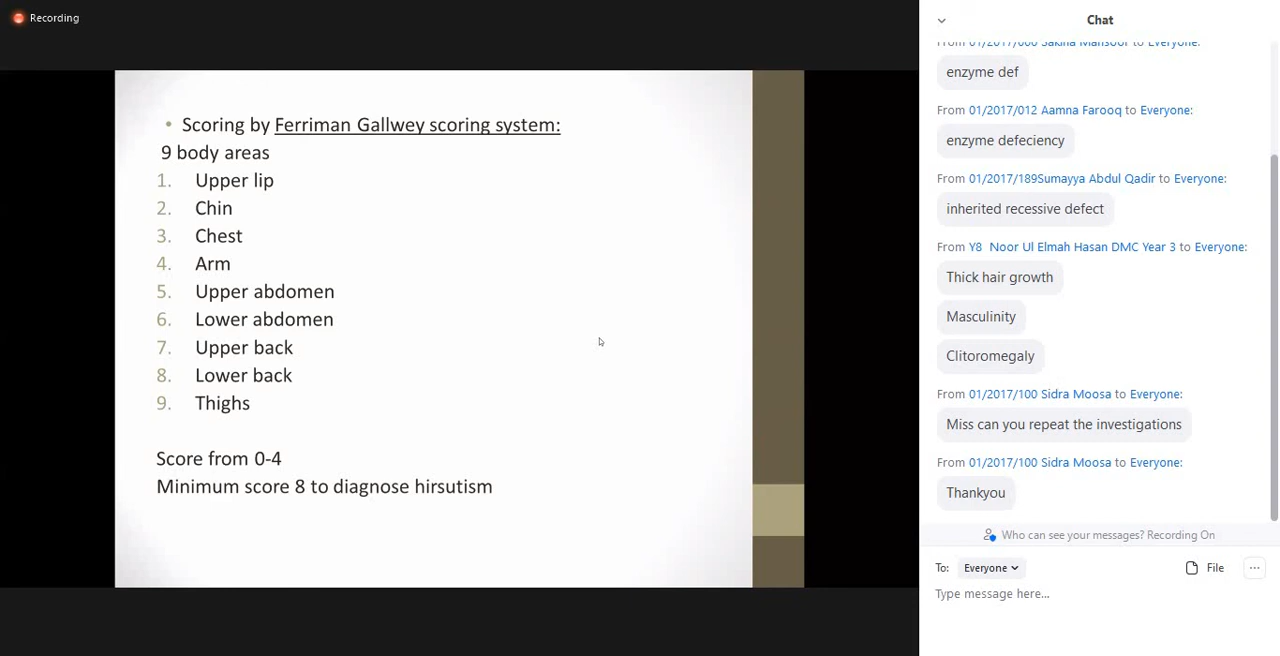 Recording
• Scoring by Ferriman Gallwey scoring system:
9 body areas
1. Upper lip
2. Chin
3. Chest
4. Arm
5. Upper abdomen
6. Lower abdomen
7. Upper back
8. Lower back
9. Thighs
Score from 0-4
Minimum score 8 to diagnose hirsutism
Chat
to Everyone:
enzyme def
From 01/2017/012 Aamna Farooq to Everyone:
enzyme defeciency
From 01/2017/189Sumayya Abdul Qadir to Everyone:
inherited recessive defect
From Y8 Noor Ul Elmah Hasan DMC Year 3 to Everyone:
Thick hair growth
Masculinity
Clitoromegaly
From 01/2017/100 Sidra Moosa to Everyone:
Miss can you repeat the investigations
From 01/2017/100 Sidra Moosa to Everyone:
Thankyou
Who can see your messages? Recording On
To: Everyone
File
Type message here...